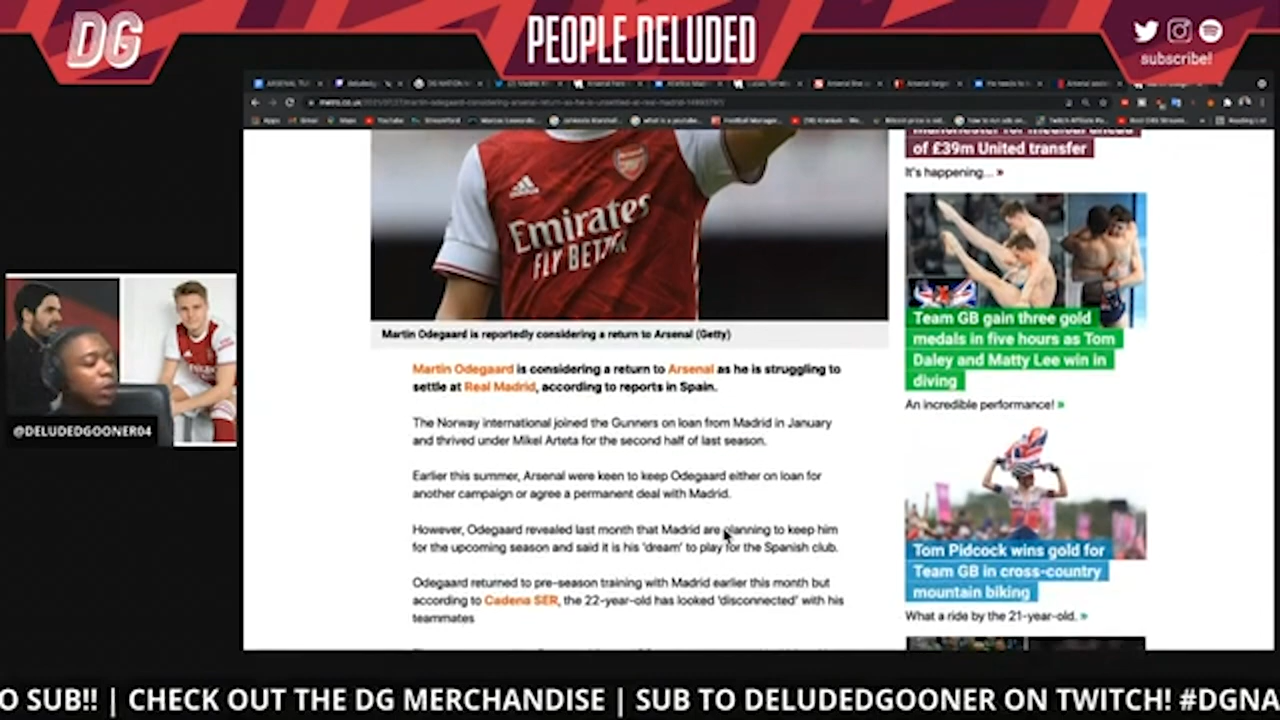 DG
PEOPLE DELUDED
subscribe!
Apps
Gmail
Maps
YouTube
of £39m United transfer
It's happening... »
Emirates
FLY BETTER
Team GB gain three gold
medals in five hours as Tom
Daley and Matty Lee win in
diving
An incredible performance! »
Martin Odegaard is reportedly considering a return to Arsenal (Getty)
Martin Odegaard is considering a return to Arsenal as he is struggling to
settle at Real Madrid, according to reports in Spain.
The Norway international joined the Gunners on loan from Madrid in January
and thrived under Mikel Arteta for the second half of last season.
Earlier this summer, Arsenal were keen to keep Odegaard either on loan for
another campaign or agree a permanent deal with Madrid.
However, Odegaard revealed last month that Madrid are planning to keep him
for the upcoming season and said it is his 'dream' to play for the Spanish club.
Odegaard returned to pre-season training with Madrid earlier this month but
according to Cadena SER, the 22-year-old has looked 'disconnected' with his
teammates
Tom Pidcock wins gold for
Team GB in cross-country
mountain biking
What a ride by the 21-year-old. »
@DELUDEDGOONER04
O SUB!! | CHECK OUT THE DG MERCHANDISE | SUB TO DELUDEDGOONER ON TWITCH! #DGNA